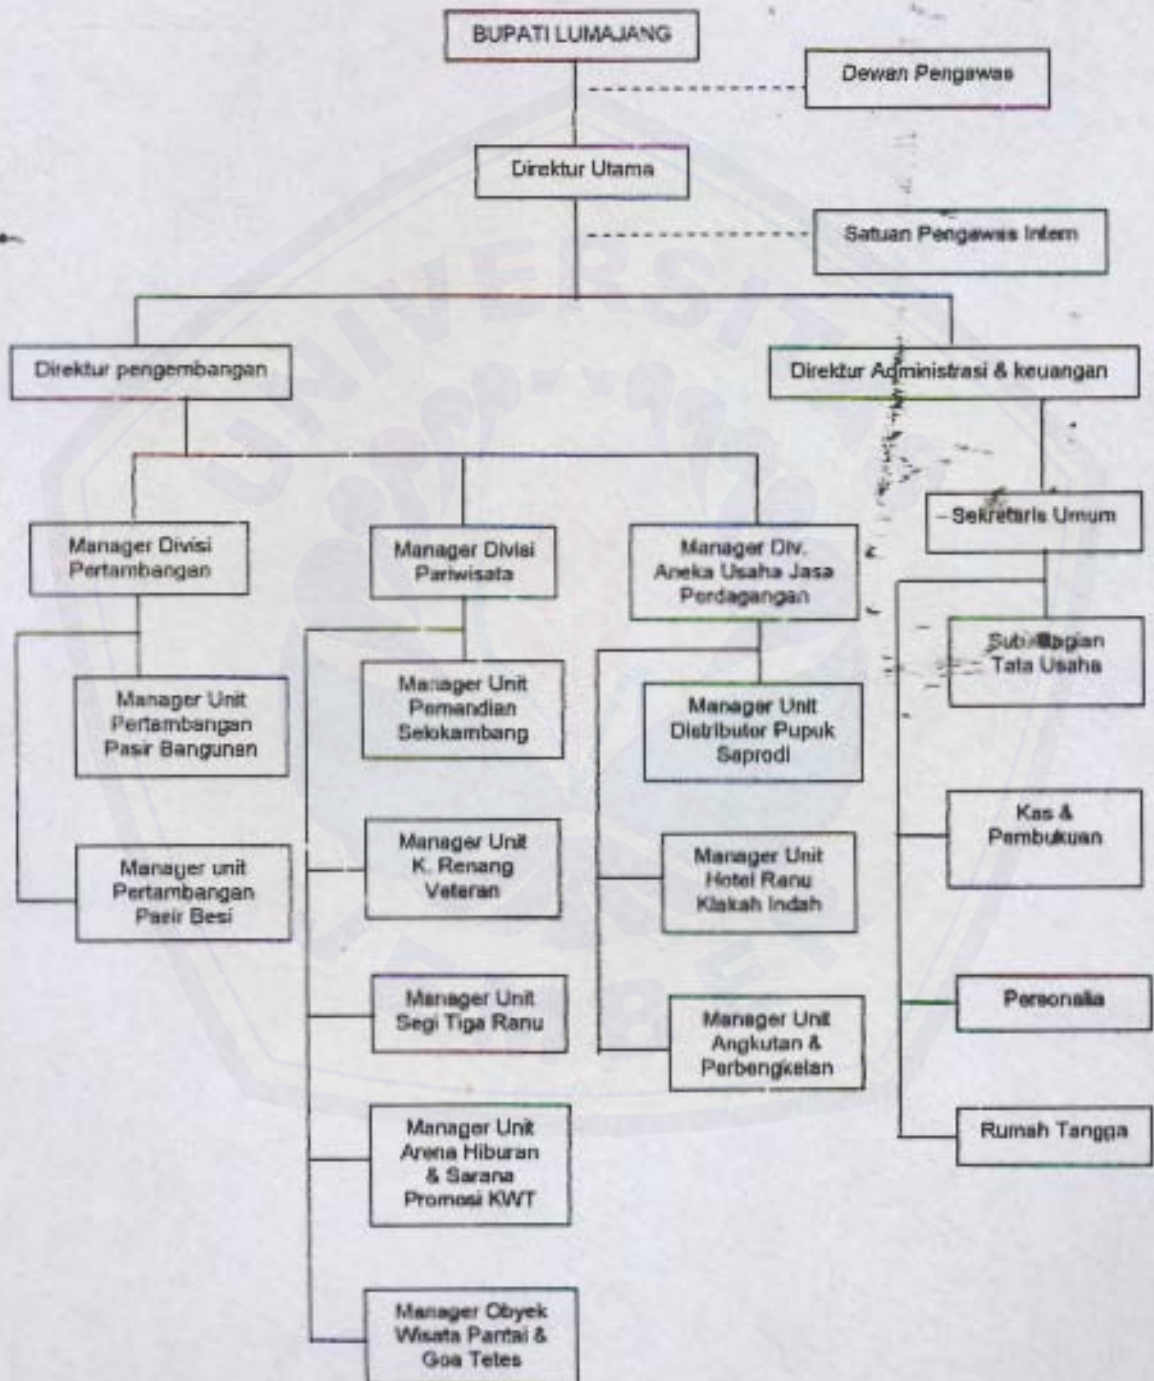 BUPATI LUMAJANG
Dewan Pengawas
Direktur Utama
Satuan Pengawas Intern
Direktur pengembangan
Direktur Administrasi & keuangan
Sekretaris Umum
Manager Divisi
Pertambangan
Manager Divisi
Pariwisata
Manager Div.
Aneka Usaha Jasa
Perdagangan
Sub Bagian
Tata Usaha
Manager Unit
Pertambangan
Pasir Bangunan
Manager Unit
Pemandian
Selokambang
Manager Unit
Distributor Pupuk
Saprodi
Kas &
Pembukuan
Manager unit
Pertambangan
Pasir Besi
Manager Unit
K. Renang
Veteran
Manager Unit
Hotel Ranu
Klakah Indah
Manager Unit
Segi Tiga Ranu
Manager Unit
Angkutan &
Perbengkelan
Personalia
Manager Unit
Arena Hiburan
& Sarana
Promosi KWT
Rumah Tangga
Manager Obyek
Wisata Pantai &
Goa Tetes
UNIVERSITAS
JEMBER